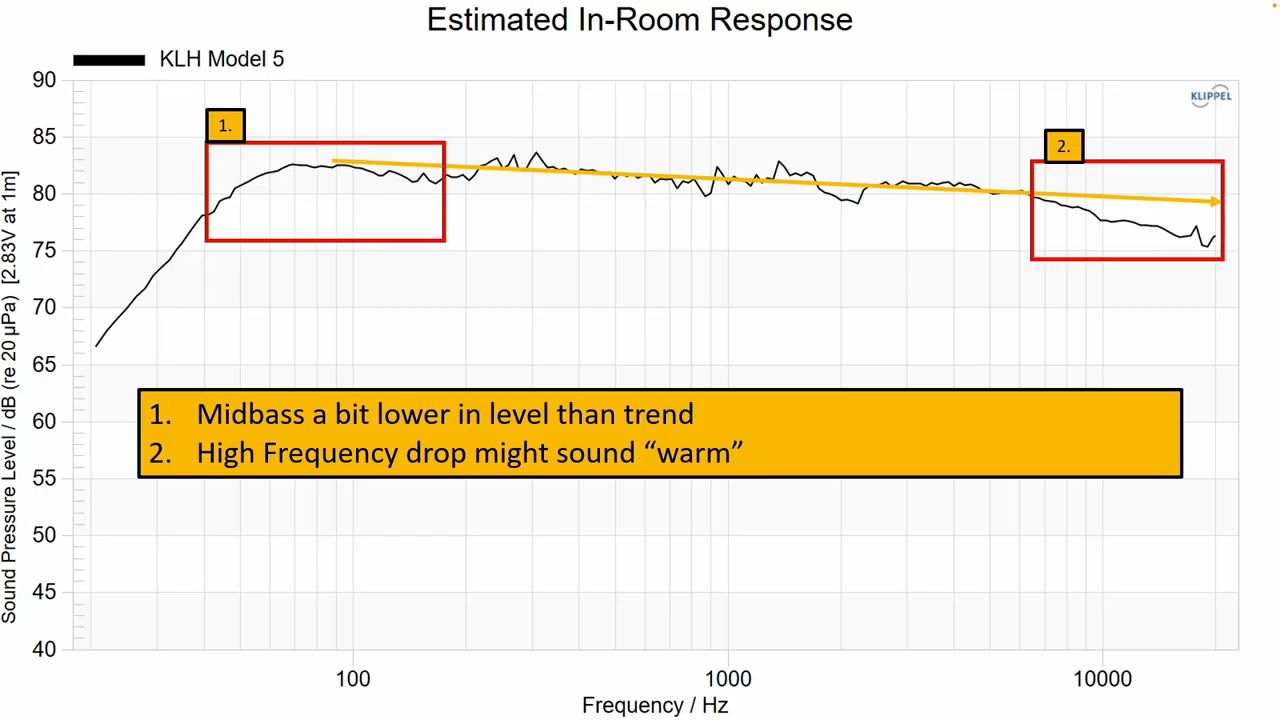 Estimated In-Room Response
KLH Model 5
90
85
80
75
70
65
60
55
50
45
40
Sound Pressure Level / dB (re 20 µPa) [2.83V at 1m]
KLIPPEL
1.
2.
1. Midbass a bit lower in level than trend
2. High Frequency drop might sound “warm”
100
1000
10000
Frequency / Hz